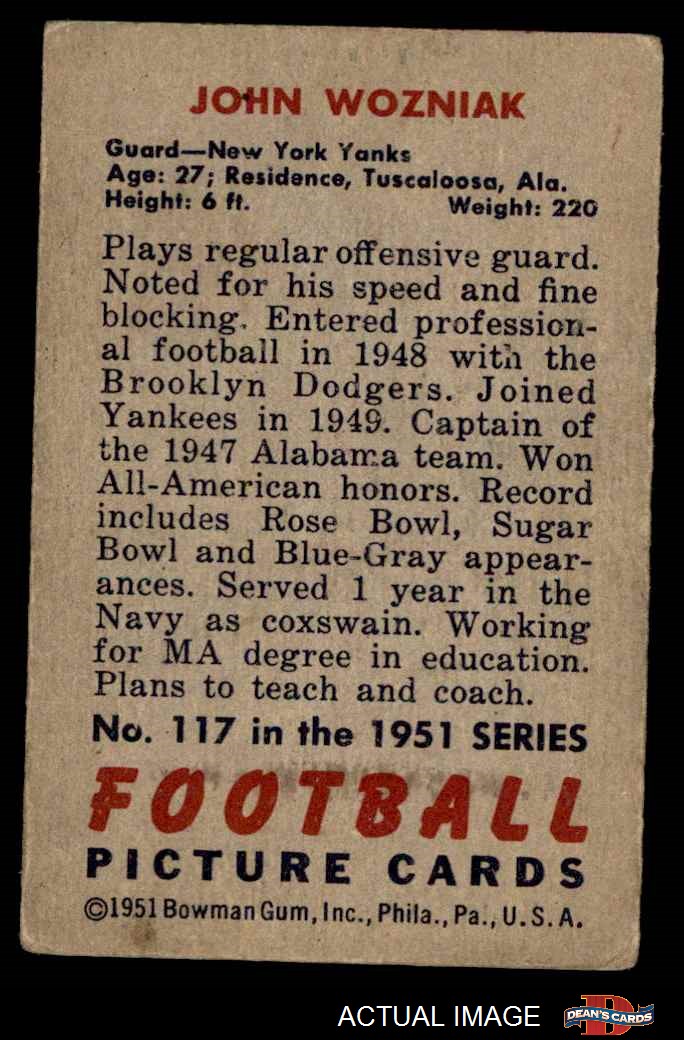 JOHN WOZNIAK
Guard—New York Yanks
Age: 27; Residence, Tuscaloosa, Ala.
Height: 6 ft. Weight: 220
Plays regular offensive guard.
Noted for his speed and fine
blocking. Entered profession-
al football in 1948 with the
Brooklyn Dodgers. Joined
Yankees in 1949. Captain of
the 1947 Alabama team. Won
All-American honors. Record
includes Rose Bowl, Sugar
Bowl and Blue-Gray appear-
ances. Served 1 year in the
Navy as coxswain. Working
for MA degree in education.
Plans to teach and coach.
No. 117 in the 1951 SERIES
FOOTBALL
PICTURE CARDS
©1951 Bowman Gum, Inc., Phila., Pa., U.S.A.
ACTUAL IMAGE
D
DEAN'S CARDS